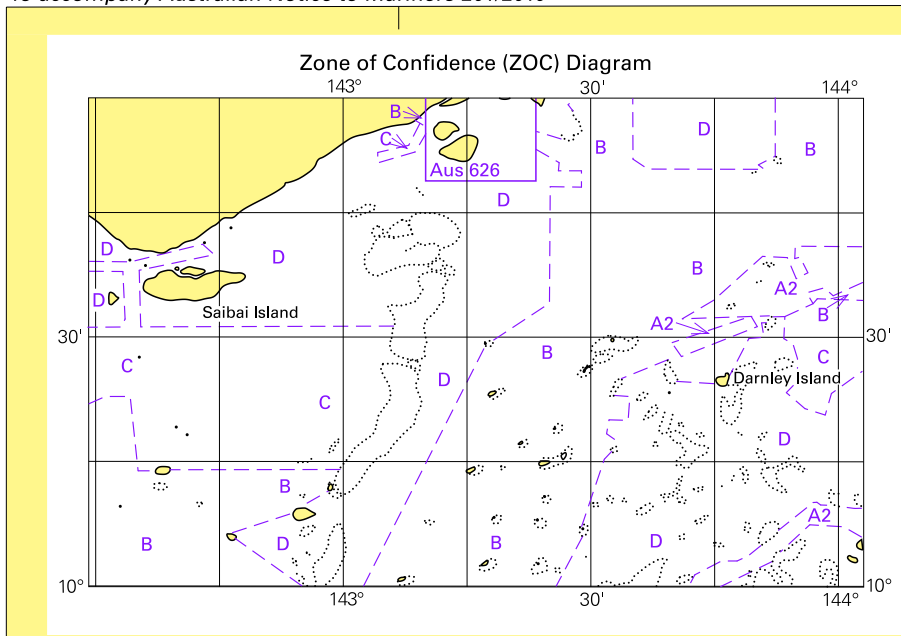 Zone of Confidence (ZOC) Diagram
143° 30' 144°
B
C
D
B
B
Aus 626
D
D
D
B
D
A2
Saibai Island
A2
B
30'
30'
B
C
C
D
Darnley Island
C
D
B
A2
B
D
B
D
10°
10°
143° 30' 144°